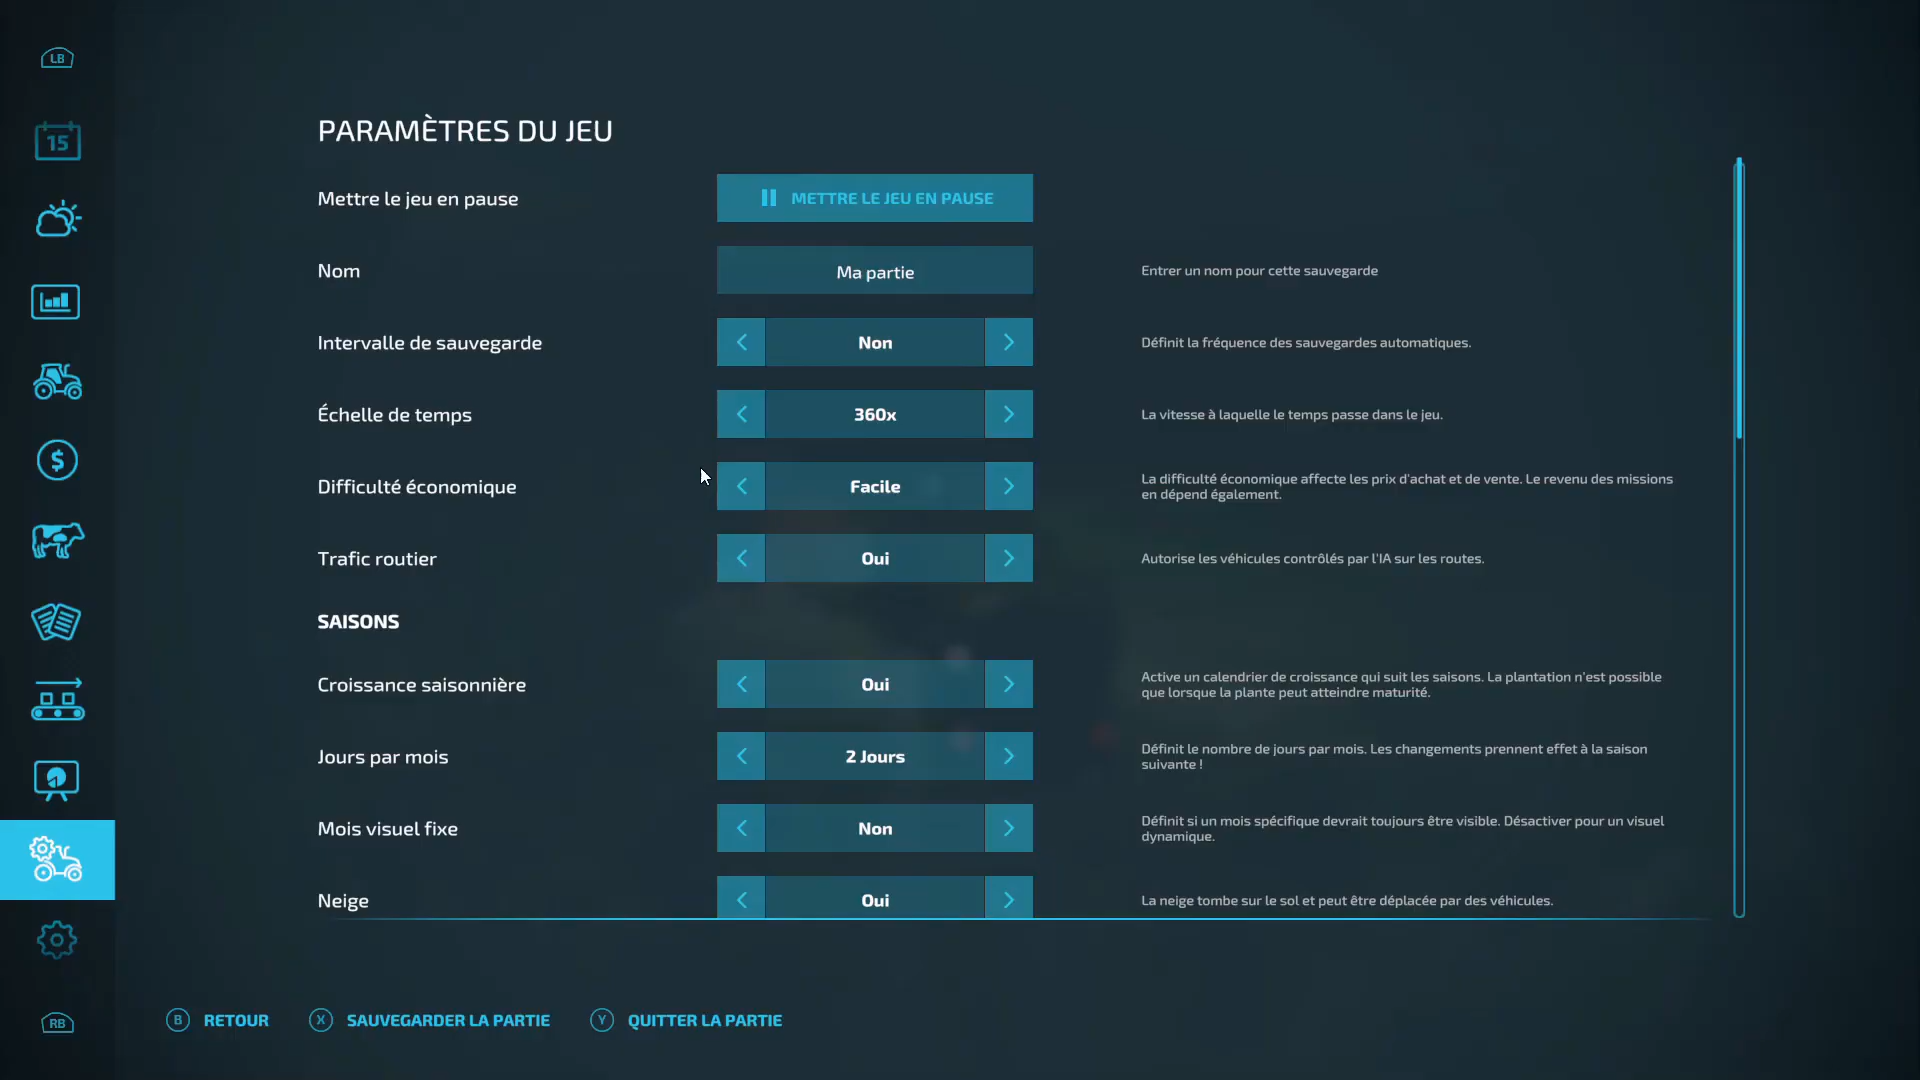 LB
15
$
RB
PARAMÈTRES DU JEU
Mettre le jeu en pause
METTRE LE JEU EN PAUSE
Nom
Ma partie
Entrer un nom pour cette sauvegarde
Intervalle de sauvegarde
Non
Définit la fréquence des sauvegardes automatiques.
Échelle de temps
360x
La vitesse à laquelle le temps passe dans le jeu.
Difficulté économique
Facile
La difficulté économique affecte les prix d'achat et de vente. Le revenu des missions
en dépend également.
Trafic routier
Oui
Autorise les véhicules contrôlés par l'IA sur les routes.
SAISONS
Croissance saisonnière
Oui
Active un calendrier de croissance qui suit les saisons. La plantation n'est possible
que lorsque la plante peut atteindre maturité.
Jours par mois
2 Jours
Définit le nombre de jours par mois. Les changements prennent effet à la saison
suivante !
Mois visuel fixe
Non
Définit si un mois spécifique devrait toujours être visible. Désactiver pour un visuel
dynamique.
Neige
Oui
La neige tombe sur le sol et peut être déplacée par des véhicules.
B RETOUR
X SAUVEGARDER LA PARTIE
Y QUITTER LA PARTIE